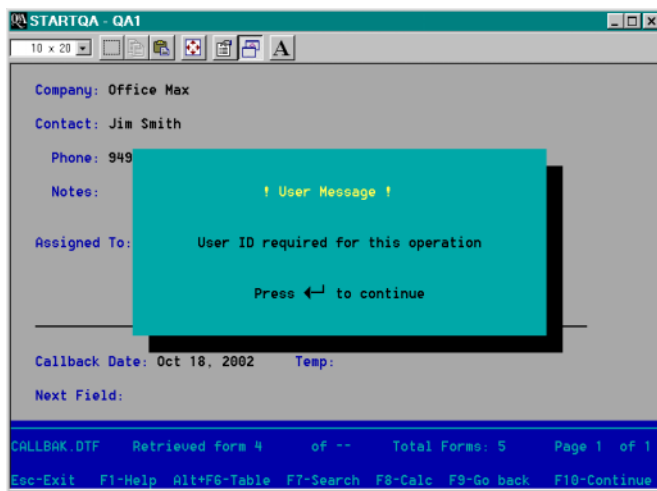 STARTQA - QA1
10 x 20
A
Company: Office Max
Contact: Jim Smith
Phone: 949
! User Message !
Notes:
User ID required for this operation
Assigned To:
Press ↵ to continue
Callback Date: Oct 18, 2002 Temp:
Next Field:
CALLBAK.DTF Retrieved form 4 of -- Total Forms: 5 Page 1 of 1
Esc-Exit F1-Help Alt+F6-Table F7-Search F8-Calc F9-Go back F10-Continue